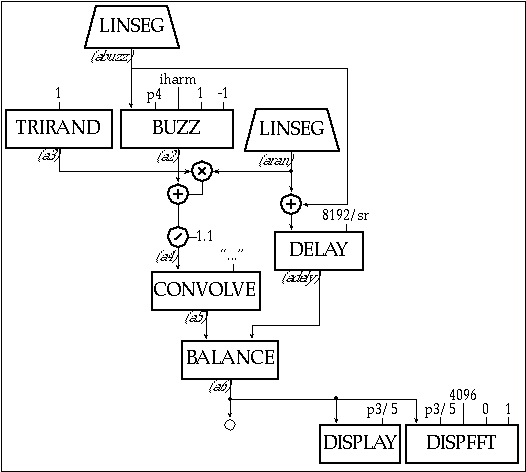 LINSEG
(abuzz)
iharm
1
p4
1
-1
TRIRAND
BUZZ
LINSEG
(a3)
(a2)
(aran)
×
+
+
8192/sr
1.1
DELAY
(a4)
"..."
CONVOLVE
(adely)
(a5)
BALANCE
(a6)
4096
p3/5
p3/5
0
1
DISPLAY
DISPFFT